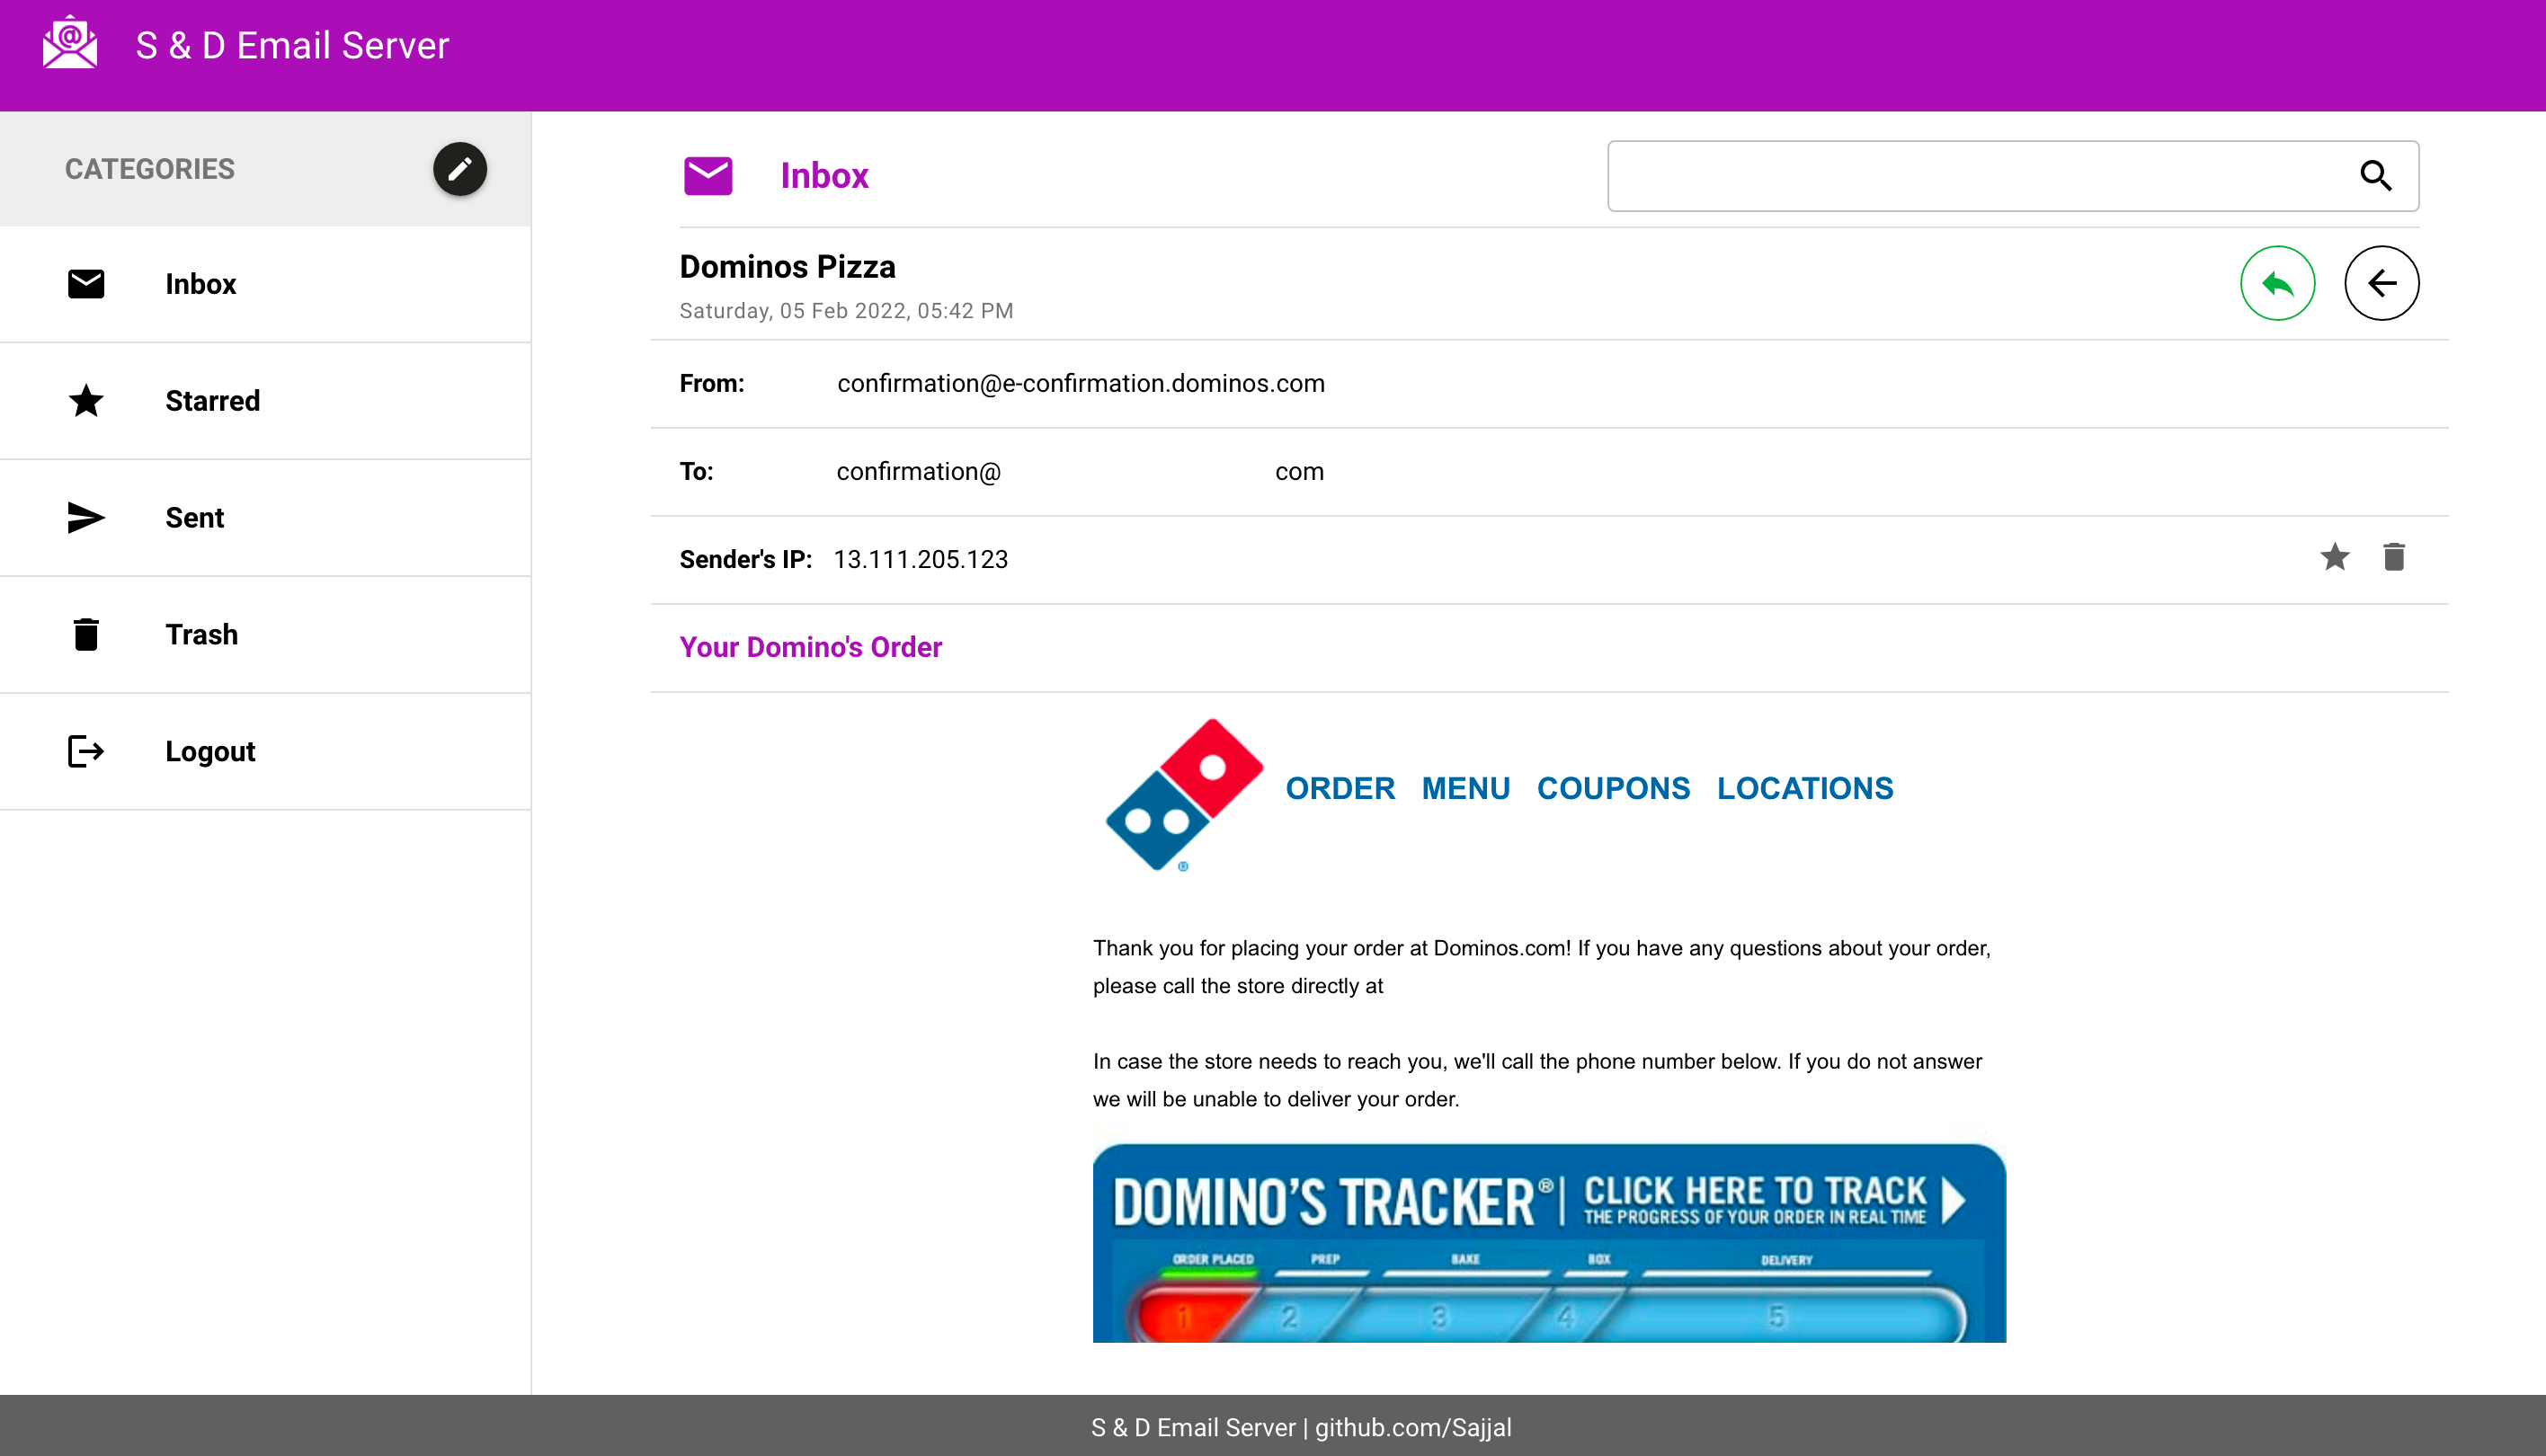 S & D Email Server
CATEGORIES
Inbox
Starred
Sent
Trash
Logout
Inbox
Dominos Pizza
Saturday, 05 Feb 2022, 05:42 PM
From: confirmation@e-confirmation.dominos.com
To: confirmation@ com
Sender's IP: 13.111.205.123
Your Domino's Order
ORDER MENU COUPONS LOCATIONS
Thank you for placing your order at Dominos.com! If you have any questions about your order,
please call the store directly at
In case the store needs to reach you, we'll call the phone number below. If you do not answer
we will be unable to deliver your order.
DOMINO'S TRACKER® | CLICK HERE TO TRACK
THE PROGRESS OF YOUR ORDER IN REAL TIME
ORDER PLACED PREP BAKE BOX DELIVERY
1 2 3 4 5
S & D Email Server | github.com/Sajjal